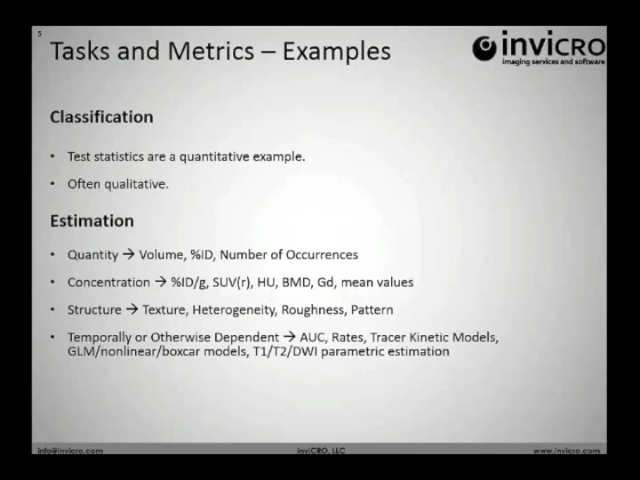 5
Tasks and Metrics – Examples
invicro
imaging services and software
Classification
• Test statistics are a quantitative example.
• Often qualitative.
Estimation
• Quantity → Volume, %ID, Number of Occurrences
• Concentration → %ID/g, SUV(r), HU, BMD, Gd, mean values
• Structure → Texture, Heterogeneity, Roughness, Pattern
• Temporally or Otherwise Dependent → AUC, Rates, Tracer Kinetic Models,
GLM/nonlinear/boxcar models, T1/T2/DWI parametric estimation
info@invicro.com
inviCRO, LLC
www.invicro.com